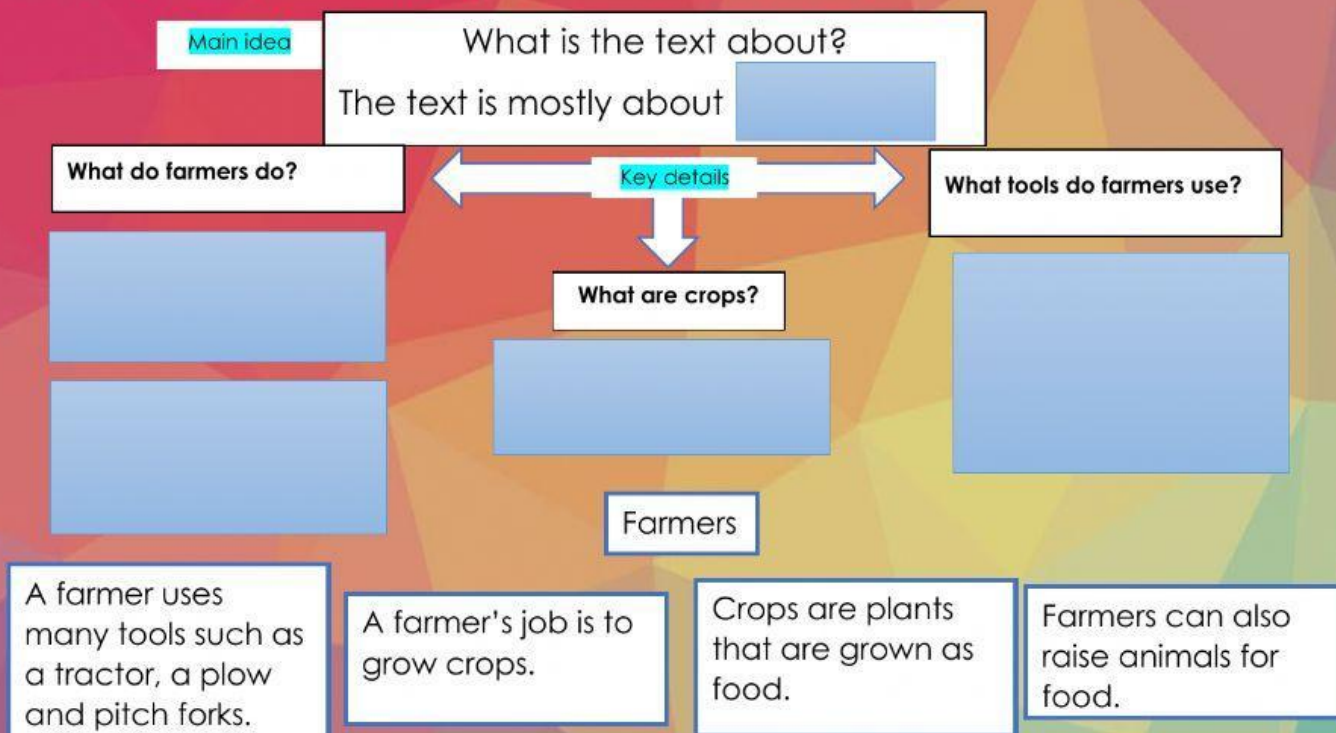 Main idea
What is the text about?
The text is mostly about
What do farmers do?
Key details
What tools do farmers use?
What are crops?
Farmers
A farmer uses
many tools such as
a tractor, a plow
and pitch forks.
A farmer's job is to
grow crops.
Crops are plants
that are grown as
food.
Farmers can also
raise animals for
food.